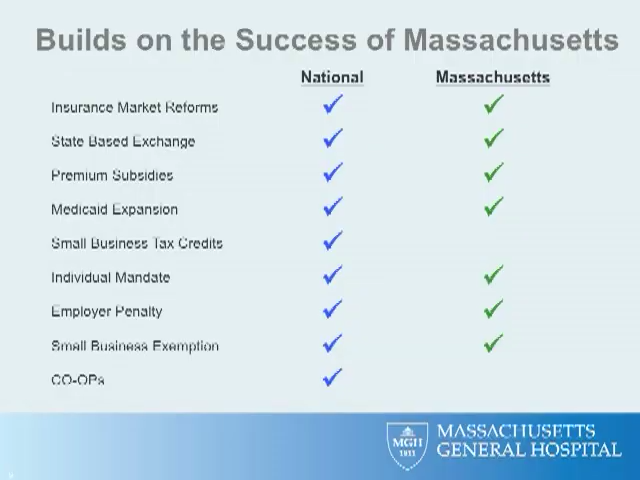 Builds on the Success of Massachusetts
National Massachusetts
Insurance Market Reforms ✓ ✓
State Based Exchange ✓ ✓
Premium Subsidies ✓ ✓
Medicaid Expansion ✓ ✓
Small Business Tax Credits ✓
Individual Mandate ✓ ✓
Employer Penalty ✓ ✓
Small Business Exemption ✓ ✓
CO-OPs ✓
MGH
1811
MASSACHUSETTS
GENERAL HOSPITAL